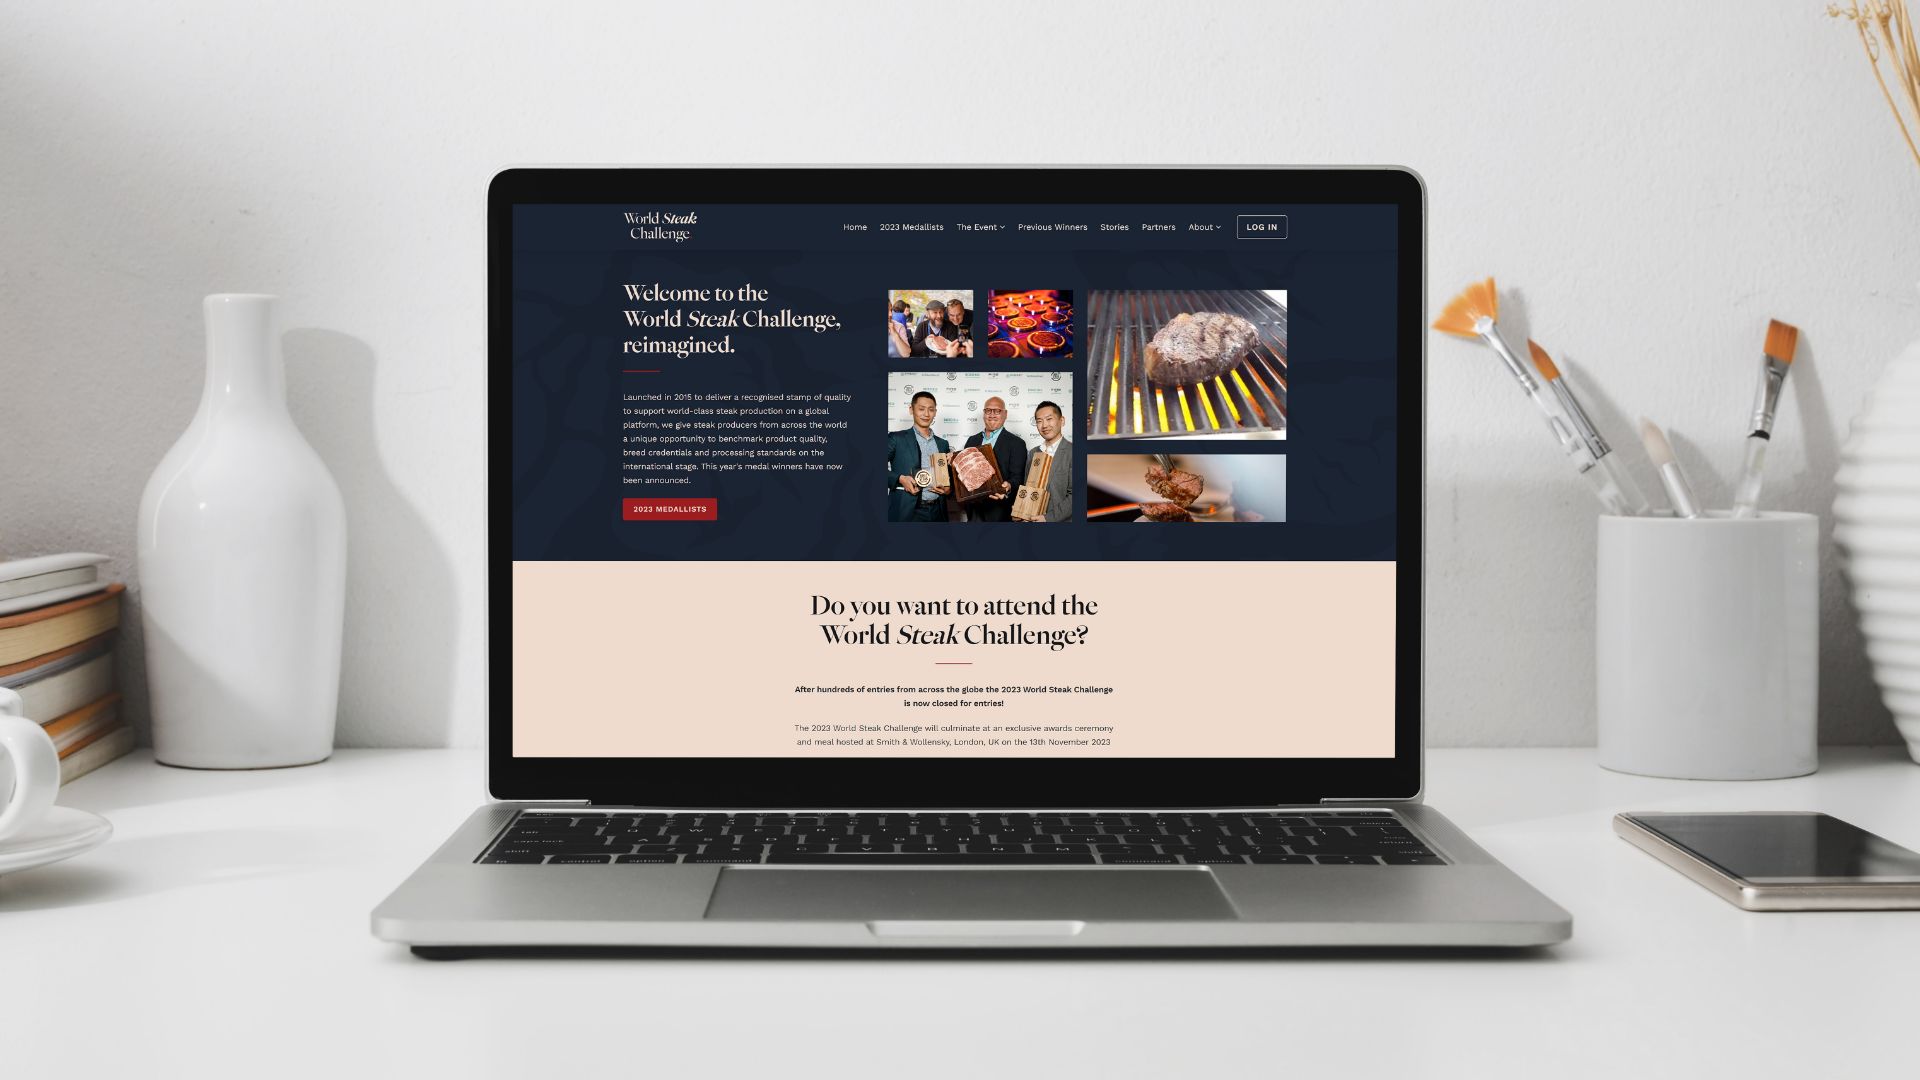 World Steak
Challenge.
Home 2023 Medallists The Event Previous Winners Stories Partners About LOG IN
Welcome to the
World Steak Challenge,
reimagined.
Launched in 2015 to deliver a recognised stamp of quality
to support world-class steak production on a global
platform, we give steak producers from across the world
a unique opportunity to benchmark product quality,
breed credentials and processing standards on the
international stage. This year's medal winners have now
been announced.
2023 MEDALLISTS
Do you want to attend the
World Steak Challenge?
After hundreds of entries from across the globe the 2023 World Steak Challenge
is now closed for entries!
The 2023 World Steak Challenge will culminate at an exclusive awards ceremony
and meal hosted at Smith & Wollensky, London, UK on the 13th November 2023